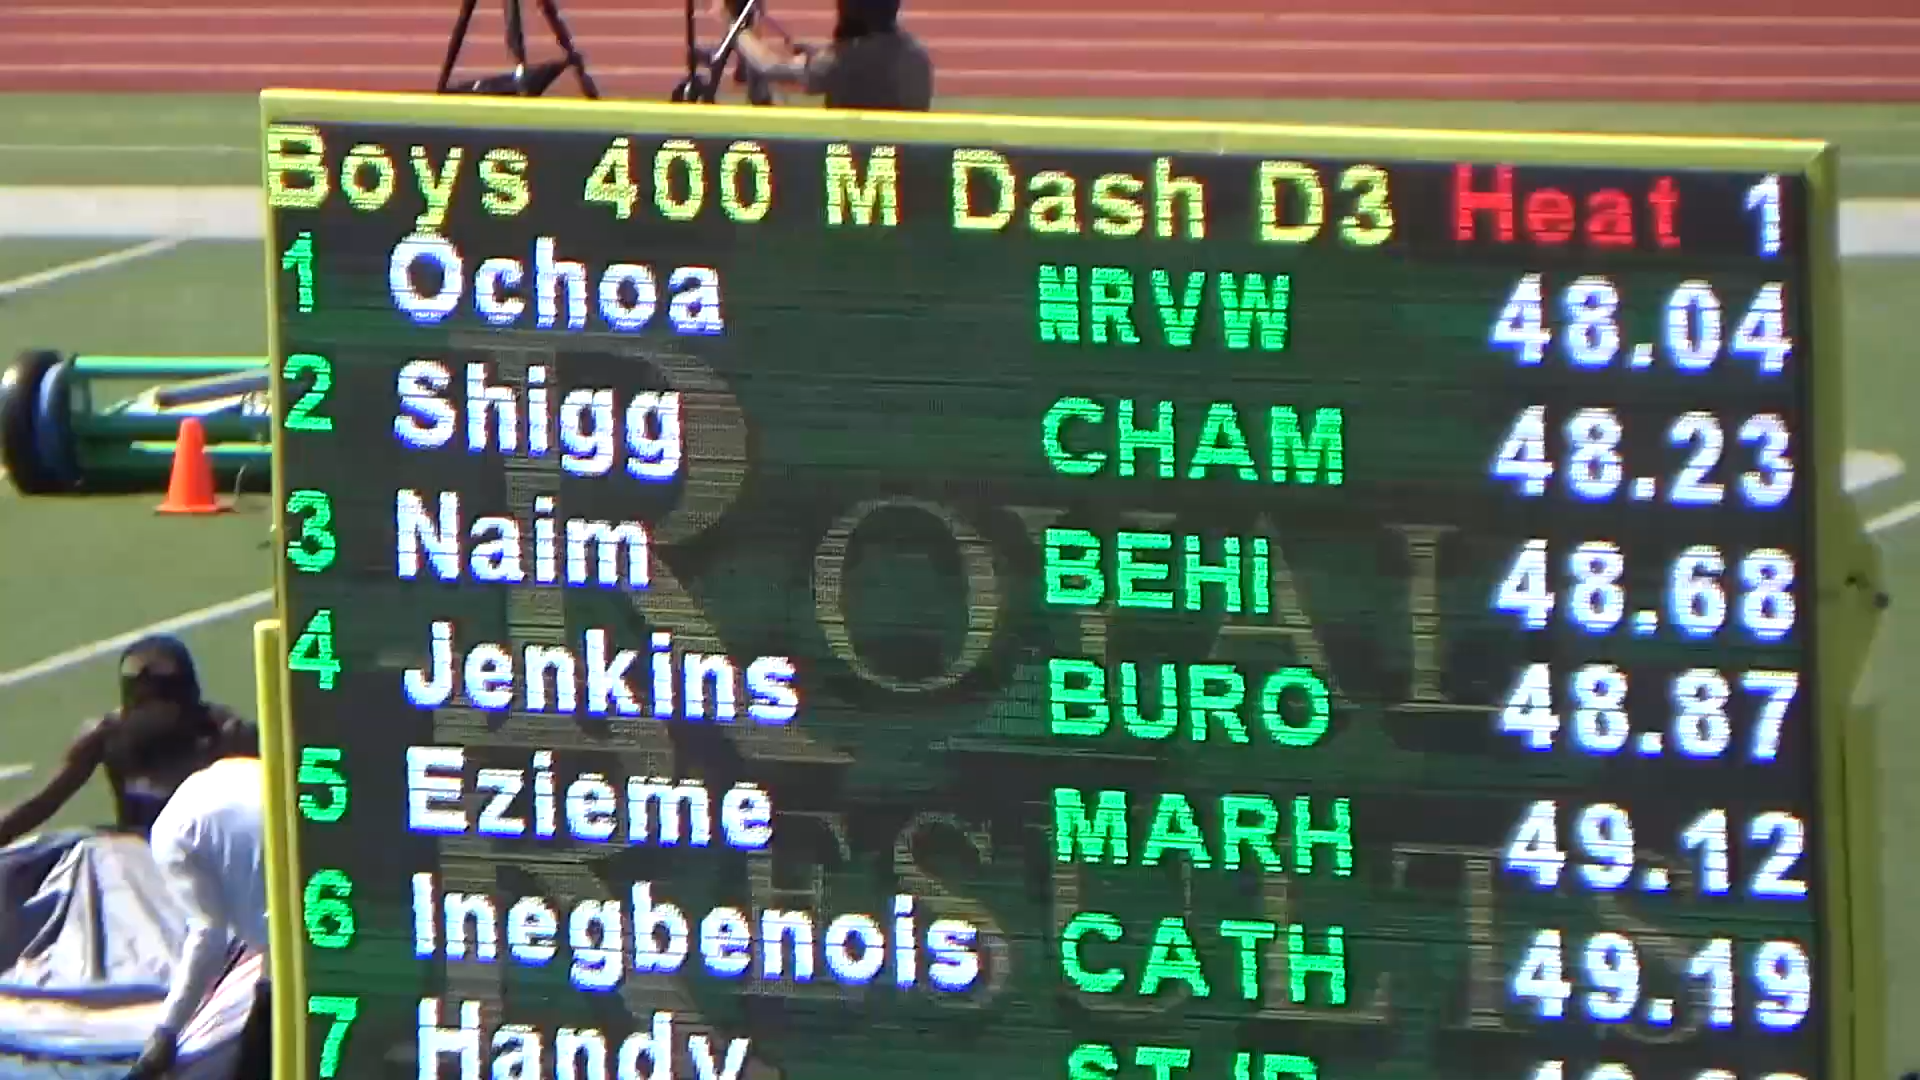 Boys 400 M Dash D3 Heat 1
1 Ochoa NRVW 48.04
2 Shigg CHAM 48.23
3 Naim BEHI 48.68
4 Jenkins BURO 48.87
5 Ezieme MARH 49.12
6 Inegbenois CATH 49.19
7 Handy
ROYAL
RESULTS